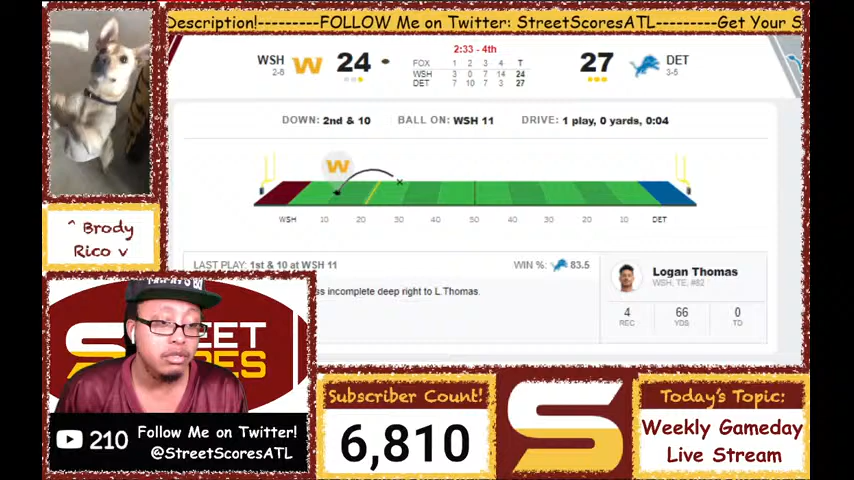 Description!---------FOLLOW Me on Twitter: StreetScoresATL---------Get Your S
WSH
2-6
W
24
2:33 - 4th
FOX 1 2 3 4 T
WSH 3 0 7 14 24
DET 7 10 7 3 27
27
DET
3-5
DOWN: 2nd & 10
BALL ON: WSH 11
DRIVE: 1 play, 0 yards, 0:04
W
WSH 10 20 30 40 50 40 30 20 10 DET
^ Brody
Rico v
LAST PLAY: 1st & 10 at WSH 11
WIN %: 83.5
ss incomplete deep right to L.Thomas.
Logan Thomas
WSH, TE, #82
4 66 0
REC YDS TD
STREET
SCORES
210
Follow Me on Twitter!
@StreetScoresATL
Subscriber Count!
6,810
S
Today's Topic:
Weekly Gameday
Live Stream